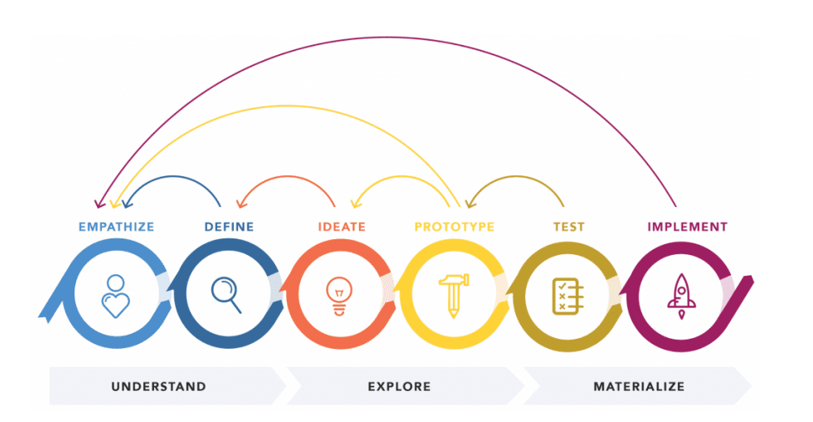 EMPATHIZE
DEFINE
IDEATE
PROTOTYPE
TEST
IMPLEMENT
UNDERSTAND
EXPLORE
MATERIALIZE